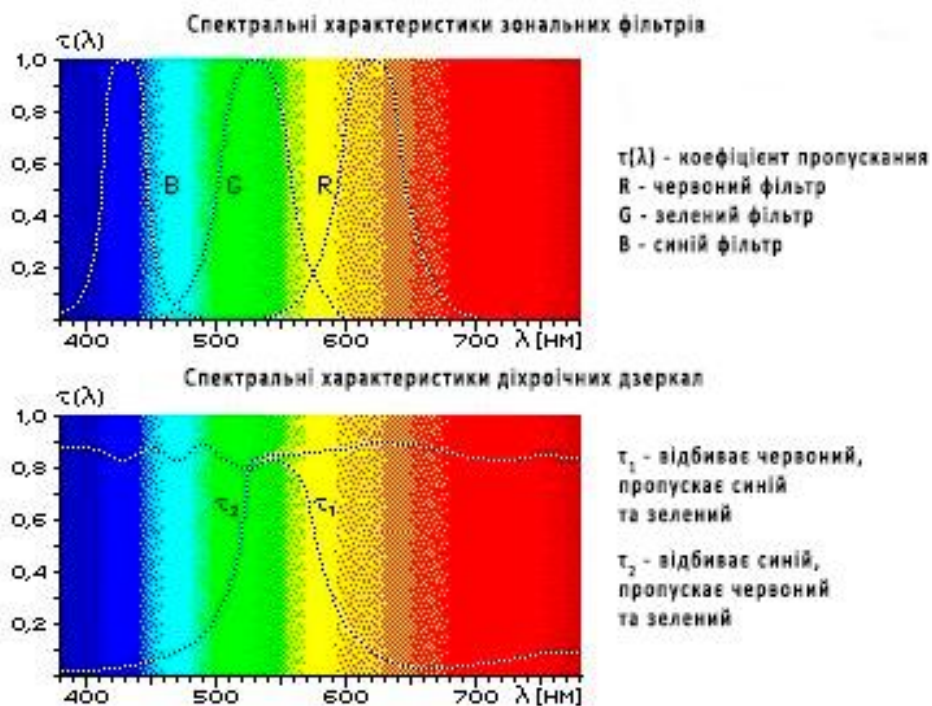 Спектральні характеристики зональних фільтрів
τ(λ)
1,0
0,8
0,6
0,4
0,2
B
G
R
400
500
600
700
λ [нм]
τ(λ) - коефіцієнт пропускання
R - червоний фільтр
G - зелений фільтр
B - синій фільтр
Спектральні характеристики діхроічних дзеркал
τ(λ)
1,0
0,8
0,6
0,4
0,2
τ₂
τ₁
400
500
600
700
λ [нм]
τ₁ - відбиває червоний,
пропускає синій
та зелений
τ₂ - відбиває синій,
пропускає червоний
та зелений